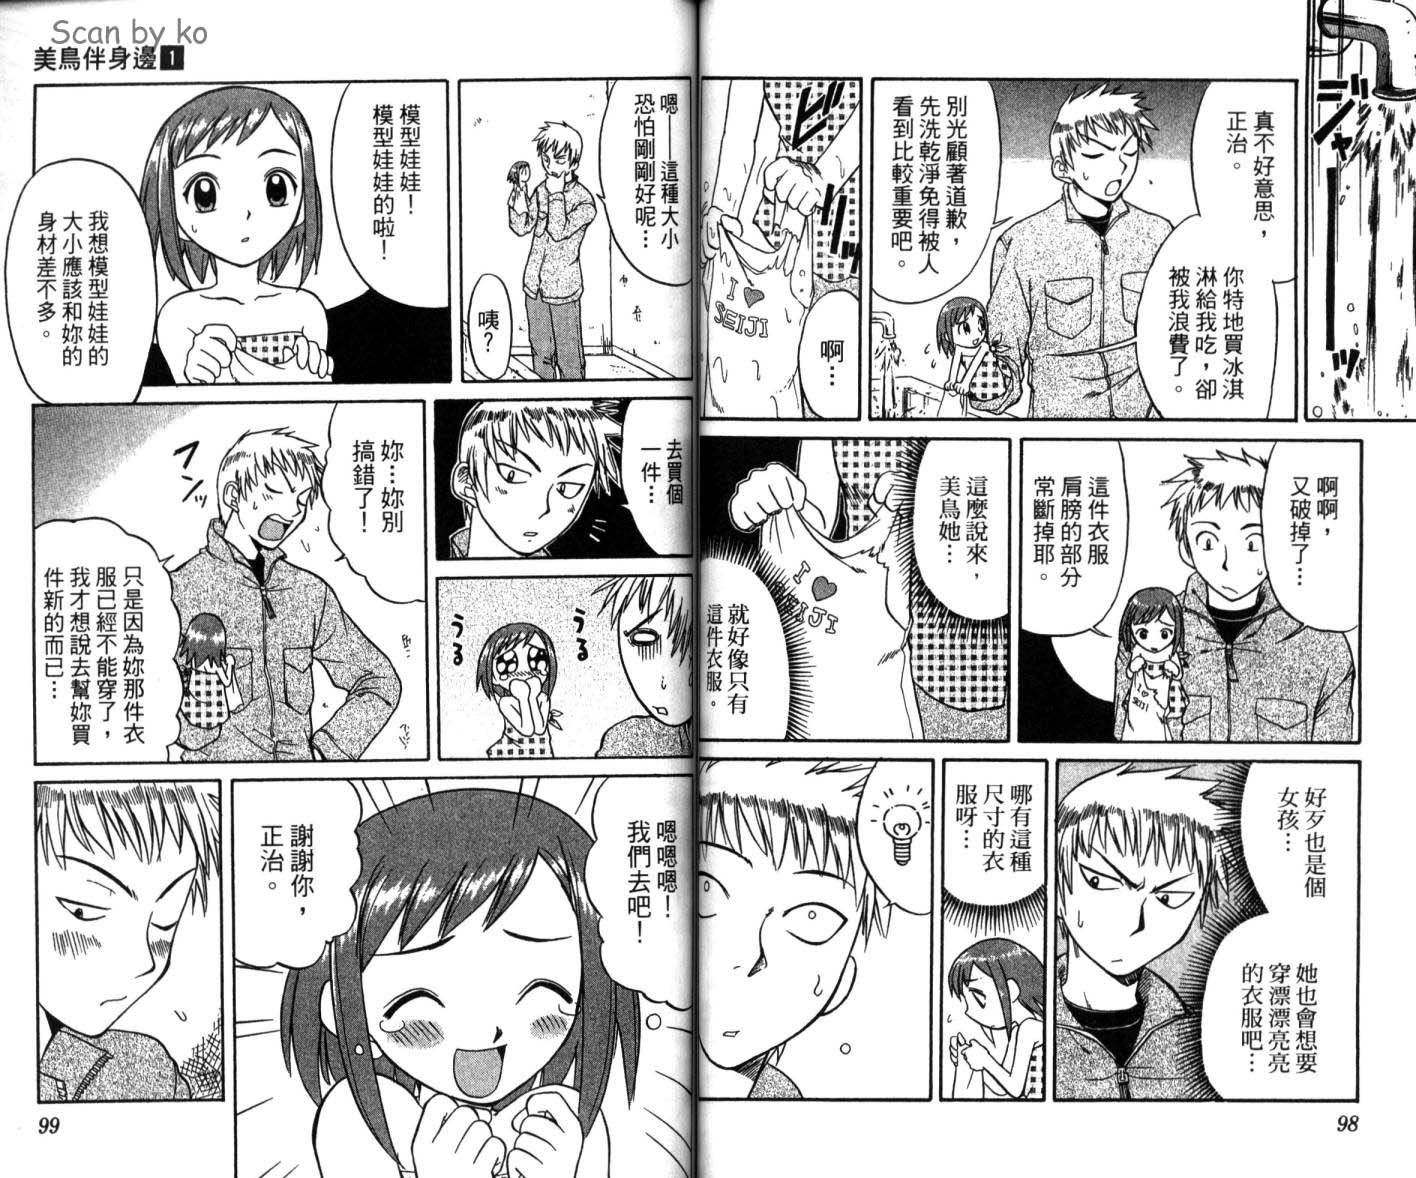 Scan by ko
美鳥伴身邊 1
ジャーッ
真不好意思，
正治。
你特地買冰淇
淋給我吃，卻
被我浪費了。
別光顧著道歉，
先洗乾淨免得被人
看到比較重要吧。
啊…
I ♥
SEIJI
啊啊，
又破掉了…
這件衣服
肩膀的部分
常斷掉耶。
I ♥
SEIJI
這麼說來，
美鳥她…
就好像只有
這件衣服。
好歹也是個
女孩…
她也會想要
穿漂漂亮亮
的衣服吧…
哪有這種
尺寸的衣
服呀…
98
嗯——這種大小
恐怕剛剛好呢…
咦？
模型娃娃！
模型娃娃的啦！
我想模型娃娃的
大小應該和妳的
身材差不多。
去買個
一件…
うる
うる
妳…妳別
搞錯了！
只是因為妳那件衣
服已經不能穿了，
我才想說去幫妳買
件新的而已…
嗯嗯嗯！
我們去吧！
謝謝你，
正治。
99